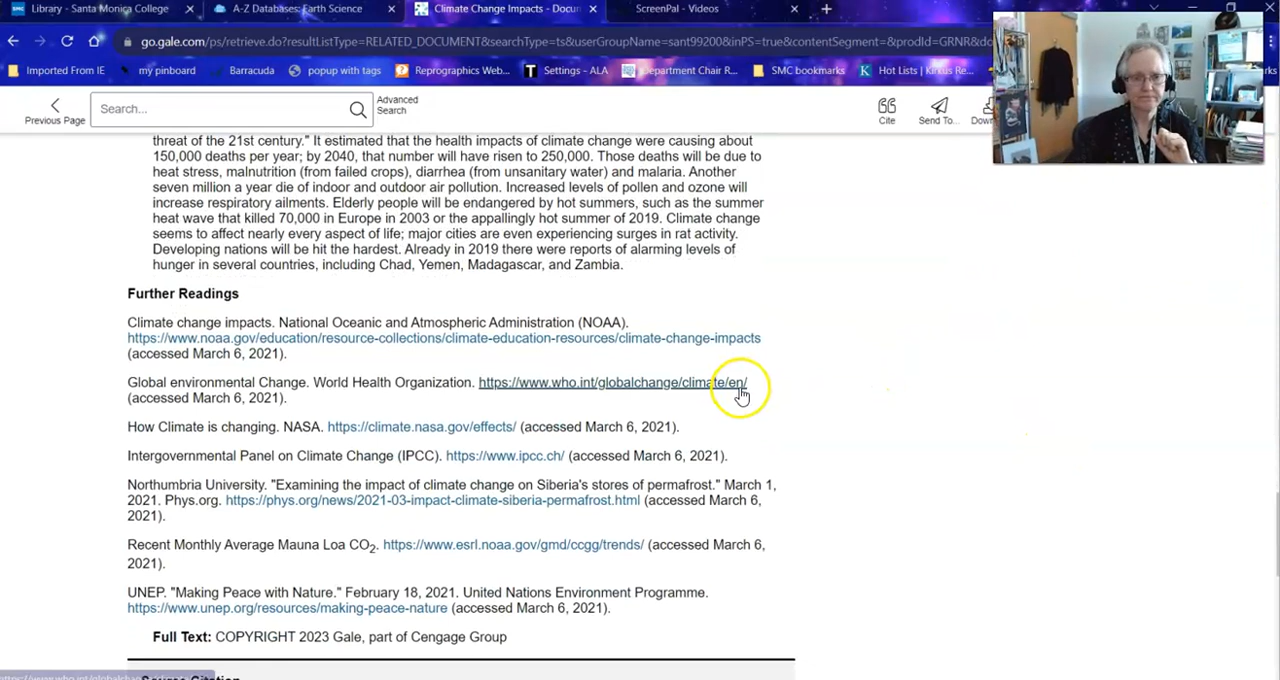 Library - Santa Monica College
A-Z Databases: Earth Science
Climate Change Impacts - Docun
ScreenPal - Videos
go.gale.com/ps/retrieve.do?resultListType=RELATED_DOCUMENT&searchType=ts&userGroupName=sant99200&inPS=true&contentSegment=&prodId=GRNR&do
Imported From IE
my pinboard
Barracuda
popup with tags
Reprographics Web...
Settings - ALA
Department Chair R...
SMC bookmarks
Hot Lists | Kirkus Re...
Previous Page
Search...
Advanced
Search
Cite
Send To...
Down
threat of the 21st century." It estimated that the health impacts of climate change were causing about
150,000 deaths per year; by 2040, that number will have risen to 250,000. Those deaths will be due to
heat stress, malnutrition (from failed crops), diarrhea (from unsanitary water) and malaria. Another
seven million a year die of indoor and outdoor air pollution. Increased levels of pollen and ozone will
increase respiratory ailments. Elderly people will be endangered by hot summers, such as the summer
heat wave that killed 70,000 in Europe in 2003 or the appallingly hot summer of 2019. Climate change
seems to affect nearly every aspect of life; major cities are even experiencing surges in rat activity.
Developing nations will be hit the hardest. Already in 2019 there were reports of alarming levels of
hunger in several countries, including Chad, Yemen, Madagascar, and Zambia.
Further Readings
Climate change impacts. National Oceanic and Atmospheric Administration (NOAA).
https://www.noaa.gov/education/resource-collections/climate-education-resources/climate-change-impacts
(accessed March 6, 2021).
Global environmental Change. World Health Organization. https://www.who.int/globalchange/climate/en/
(accessed March 6, 2021).
How Climate is changing. NASA. https://climate.nasa.gov/effects/ (accessed March 6, 2021).
Intergovernmental Panel on Climate Change (IPCC). https://www.ipcc.ch/ (accessed March 6, 2021).
Northumbria University. "Examining the impact of climate change on Siberia's stores of permafrost." March 1,
2021. Phys.org. https://phys.org/news/2021-03-impact-climate-siberia-permafrost.html (accessed March 6,
2021).
Recent Monthly Average Mauna Loa CO2. https://www.esrl.noaa.gov/gmd/ccgg/trends/ (accessed March 6,
2021).
UNEP. "Making Peace with Nature." February 18, 2021. United Nations Environment Programme.
https://www.unep.org/resources/making-peace-nature (accessed March 6, 2021).
Full Text: COPYRIGHT 2023 Gale, part of Cengage Group
Source Citation